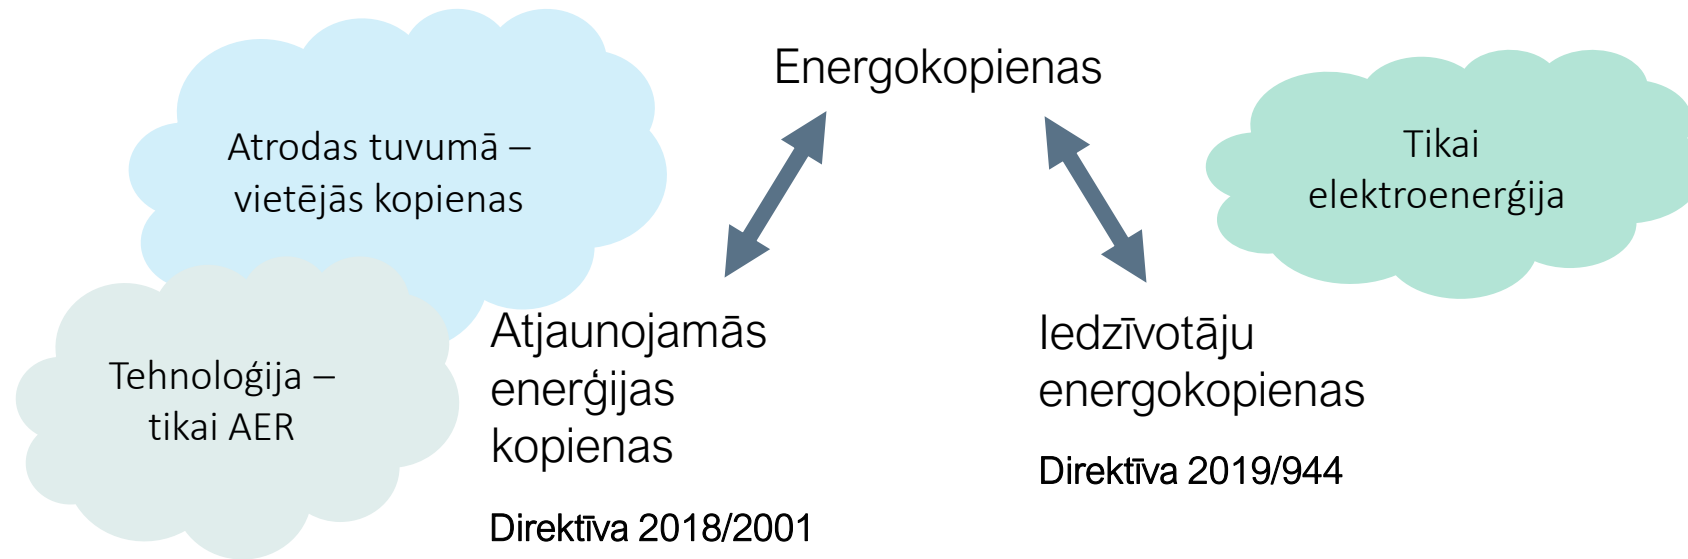 Energokopienas
Atrodas tuvumā –
vietējās kopienas
Tikai
elektroenerģija
Tehnoloģija –
tikai AER
Atjaunojamās
enerģijas
kopienas
Direktīva 2018/2001
Iedzīvotāju
energokopienas
Direktīva 2019/944